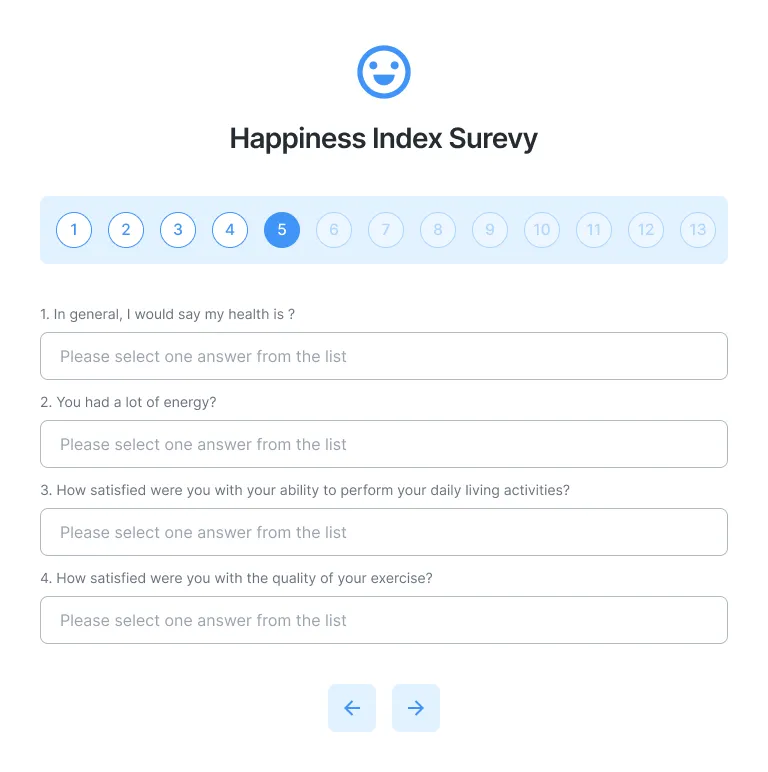 Happiness Index Surevy
1 2 3 4 5 6 7 8 9 10 11 12 13
1. In general, I would say my health is ?
Please select one answer from the list
2. You had a lot of energy?
Please select one answer from the list
3. How satisfied were you with your ability to perform your daily living activities?
Please select one answer from the list
4. How satisfied were you with the quality of your exercise?
Please select one answer from the list